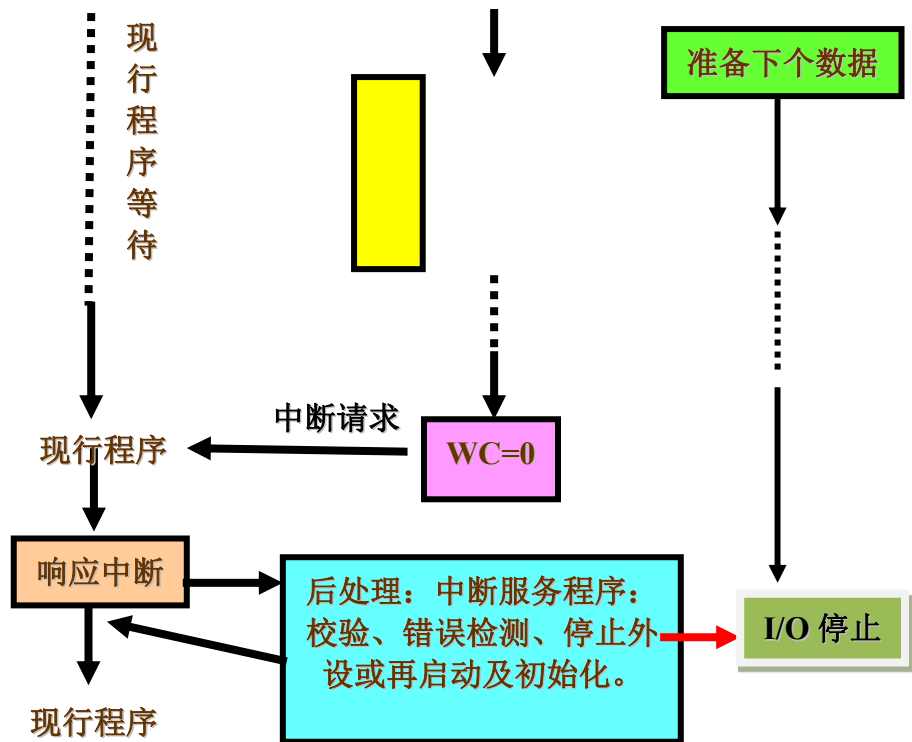 现行程序等待
准备下个数据
中断请求
现行程序
WC=0
响应中断
后处理：中断服务程序：
校验、错误检测、停止外
设或再启动及初始化。
I/O 停止
现行程序